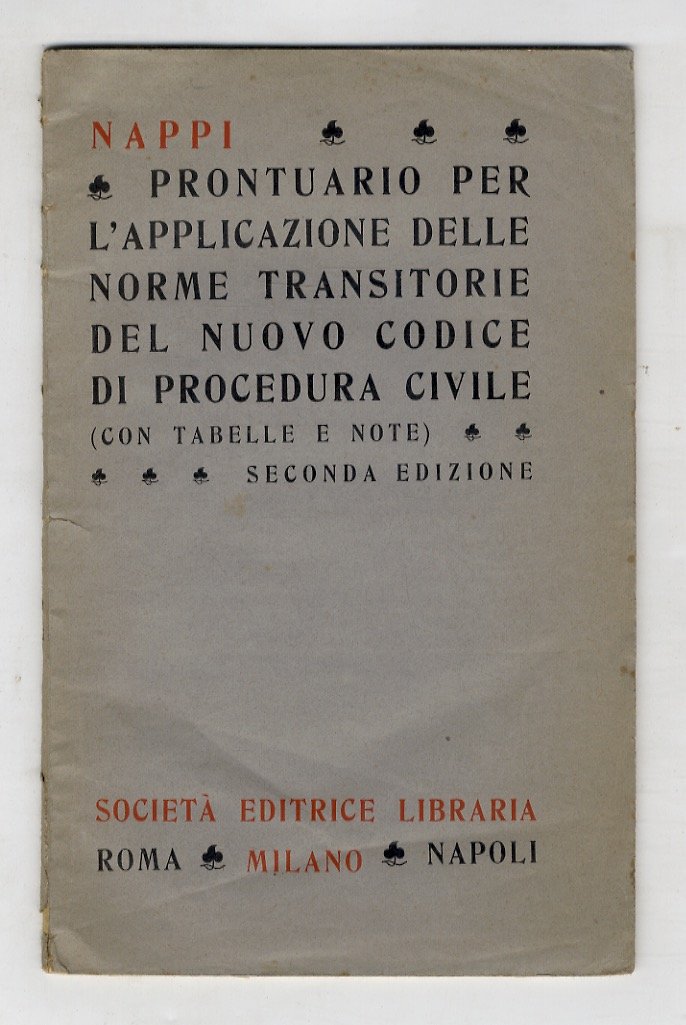 NAPPI
PRONTUARIO PER
L'APPLICAZIONE DELLE
NORME TRANSITORIE
DEL NUOVO CODICE
DI PROCEDURA CIVILE
(CON TABELLE E NOTE)
SECONDA EDIZIONE
SOCIETÀ EDITRICE LIBRARIA
ROMA MILANO NAPOLI